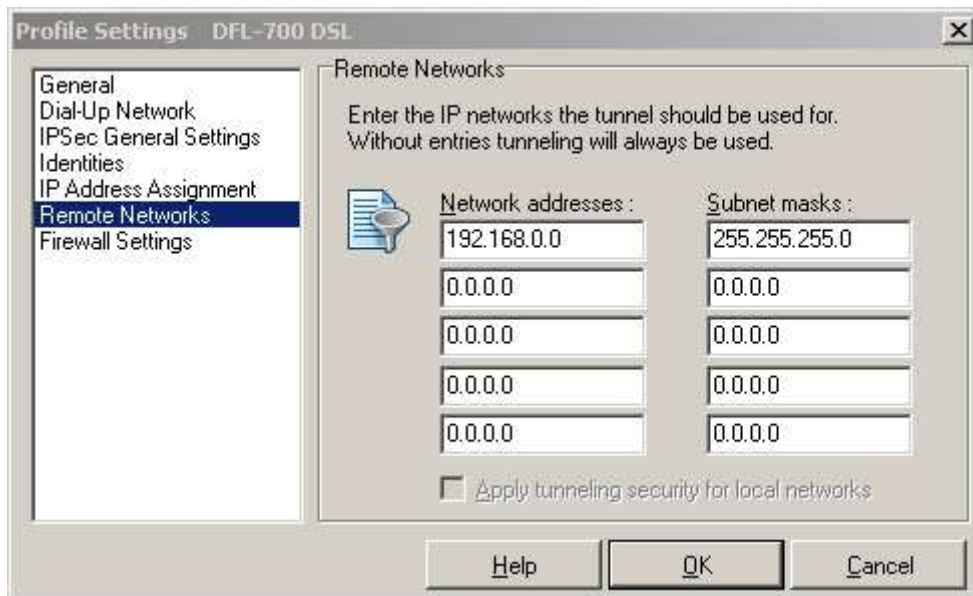 Profile Settings DFL-700 DSL
General
Dial-Up Network
IPSec General Settings
Identities
IP Address Assignment
Remote Networks
Firewall Settings
Remote Networks
Enter the IP networks the tunnel should be used for.
Without entries tunneling will always be used.
Network addresses : Subnet masks :
192.168.0.0 255.255.255.0
0.0.0.0 0.0.0.0
0.0.0.0 0.0.0.0
0.0.0.0 0.0.0.0
0.0.0.0 0.0.0.0
Apply tunneling security for local networks
Help OK Cancel